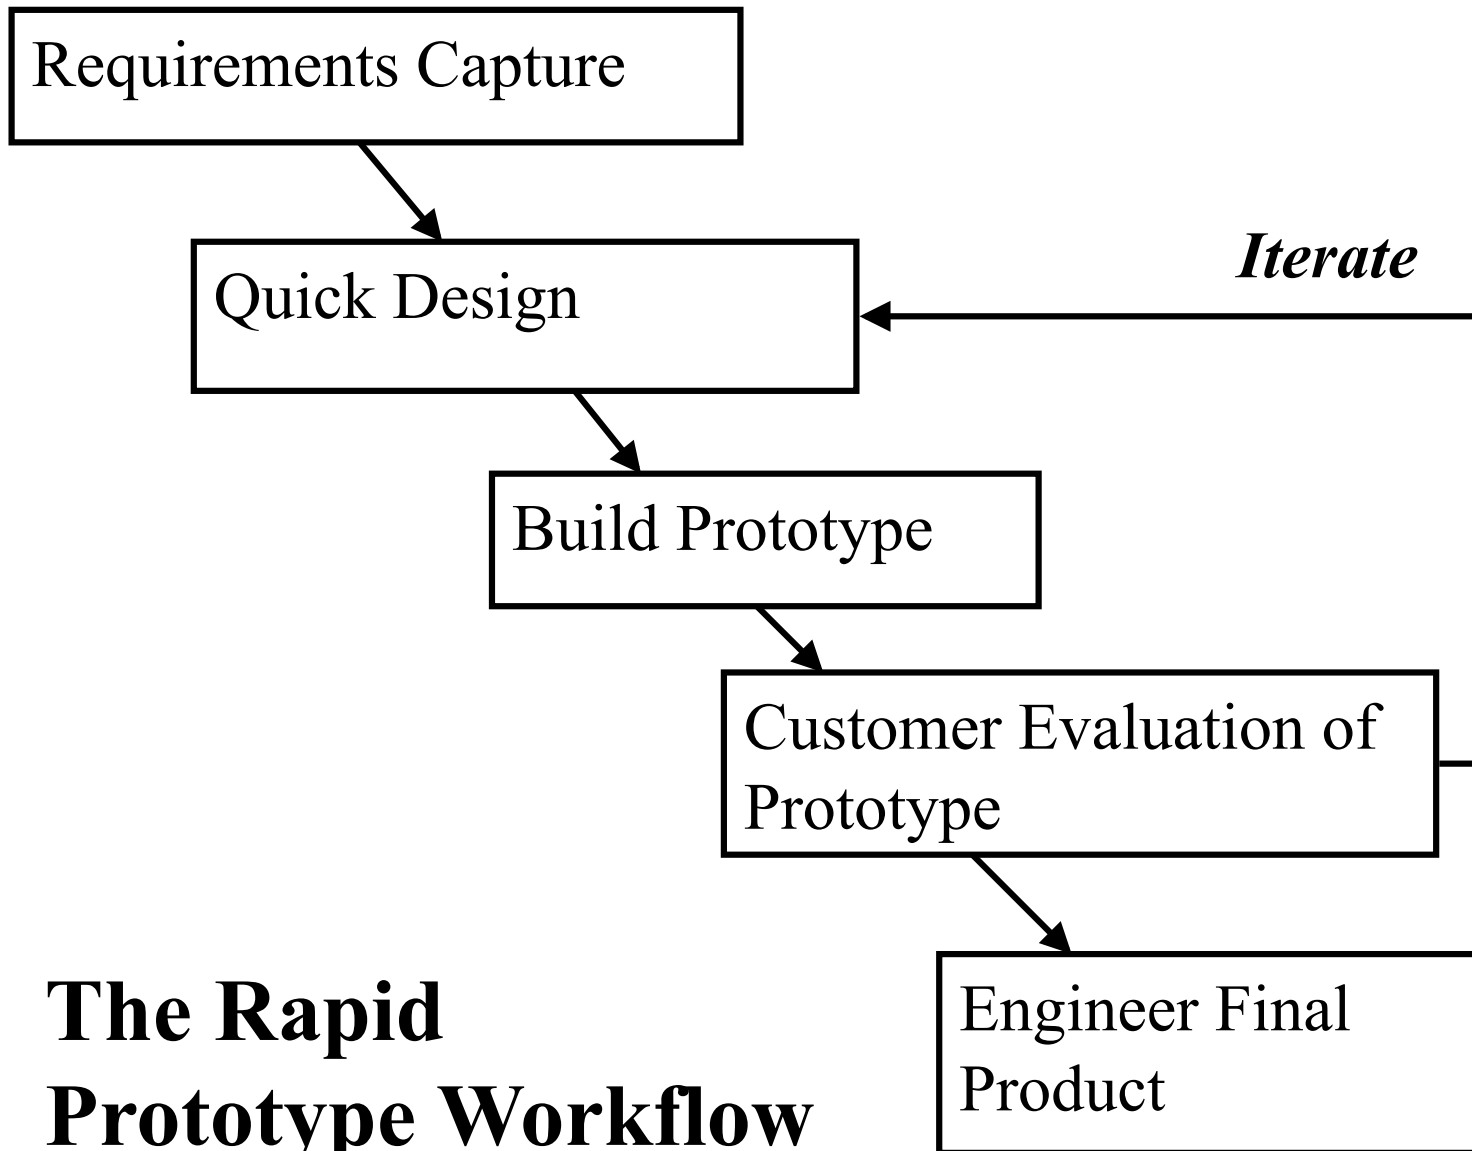 Requirements Capture
Iterate
Quick Design
Build Prototype
Customer Evaluation of
Prototype
Engineer Final
Product
The Rapid
Prototype Workflow